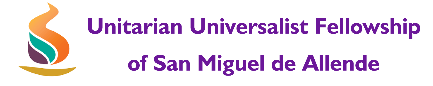 Unitarian Universalist Fellowship
of San Miguel de Allende